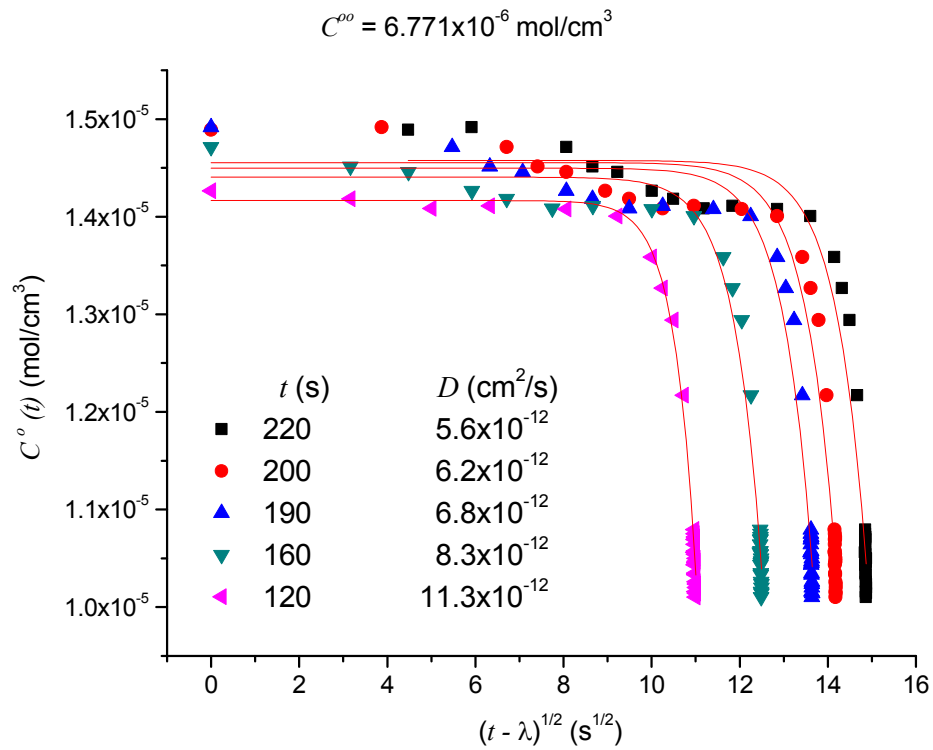 C^oo = 6.771x10^-6 mol/cm^3
C^o (t) (mol/cm^3)
1.5x10^-5
1.4x10^-5
1.3x10^-5
1.2x10^-5
1.1x10^-5
1.0x10^-5
t (s) D (cm^2/s)
220 5.6x10^-12
200 6.2x10^-12
190 6.8x10^-12
160 8.3x10^-12
120 11.3x10^-12
0 2 4 6 8 10 12 14 16
(t - λ)^1/2 (s^1/2)